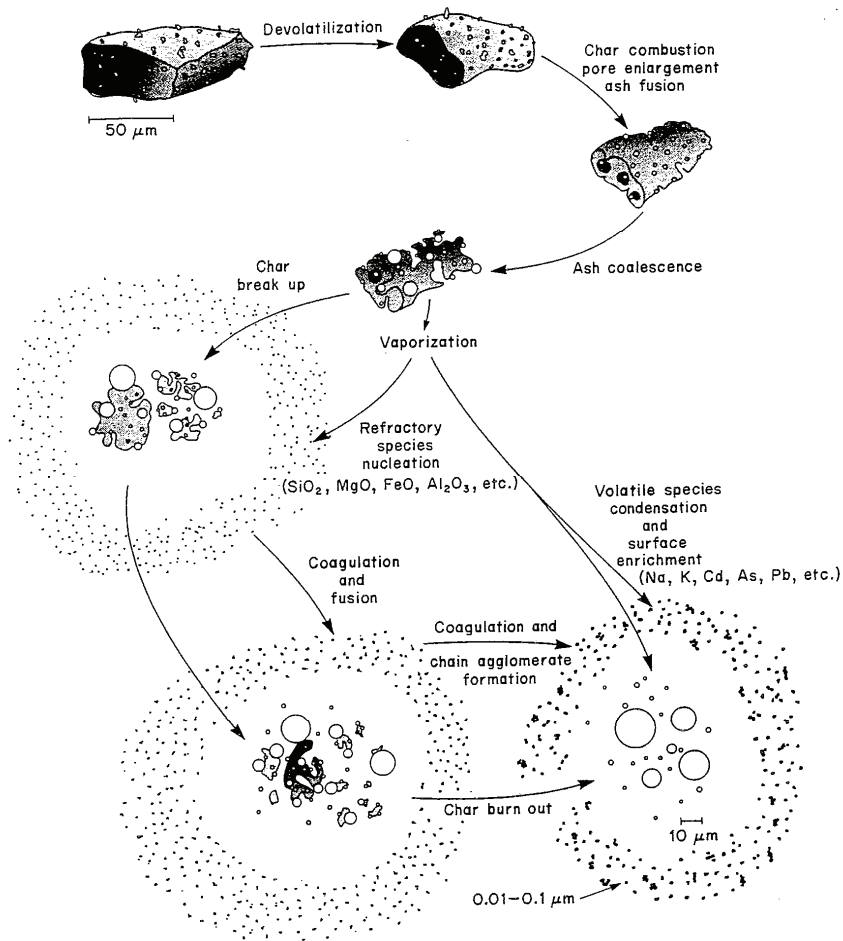 Devolatilization
Char combustion
pore enlargement
ash fusion
50 μm
Ash coalescence
Char
break up
Vaporization
Refractory
species
nucleation
(SiO₂, MgO, FeO, Al₂O₃, etc.)
Volatile species
condensation
and
surface
enrichment
(Na, K, Cd, As, Pb, etc.)
Coagulation
and
fusion
Coagulation and
chain agglomerate
formation
Char burn out
10 μm
0.01–0.1 μm